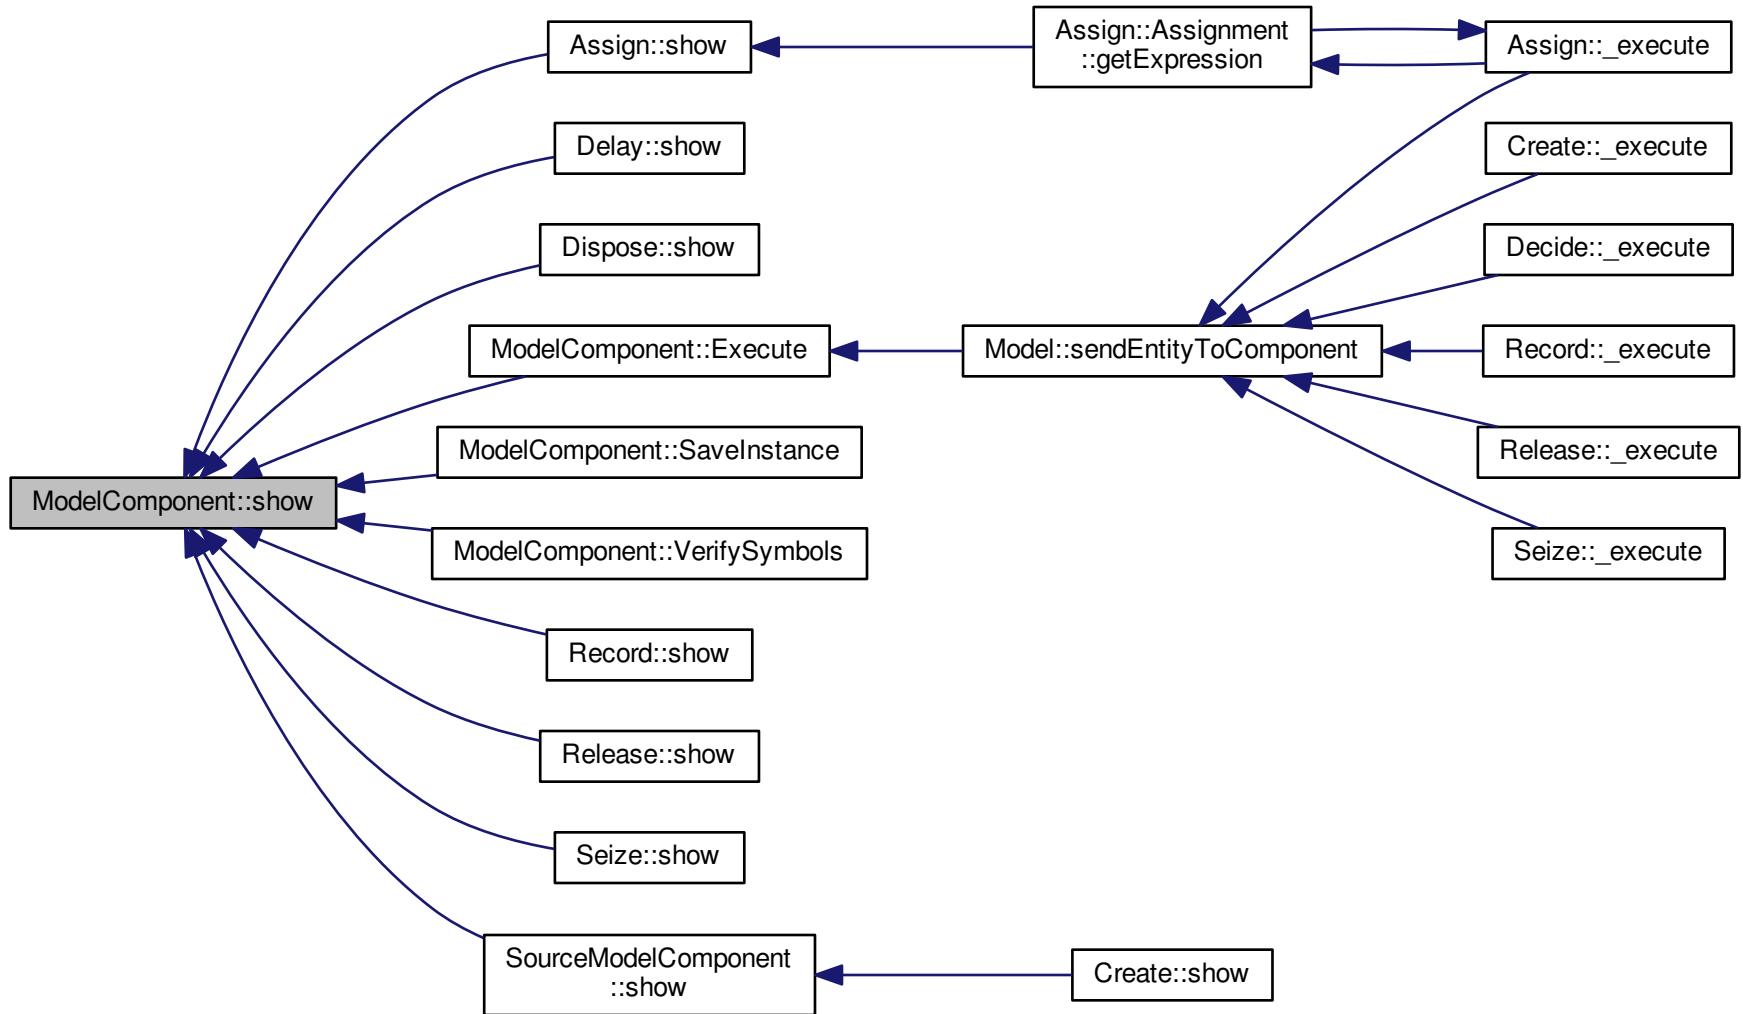 Assign::show
Assign::Assignment
::getExpression
Assign::_execute
Delay::show
Create::_execute
Dispose::show
Decide::_execute
ModelComponent::Execute
Model::sendEntityToComponent
Record::_execute
ModelComponent::SaveInstance
Release::_execute
ModelComponent::show
ModelComponent::VerifySymbols
Seize::_execute
Record::show
Release::show
Seize::show
SourceModelComponent
::show
Create::show